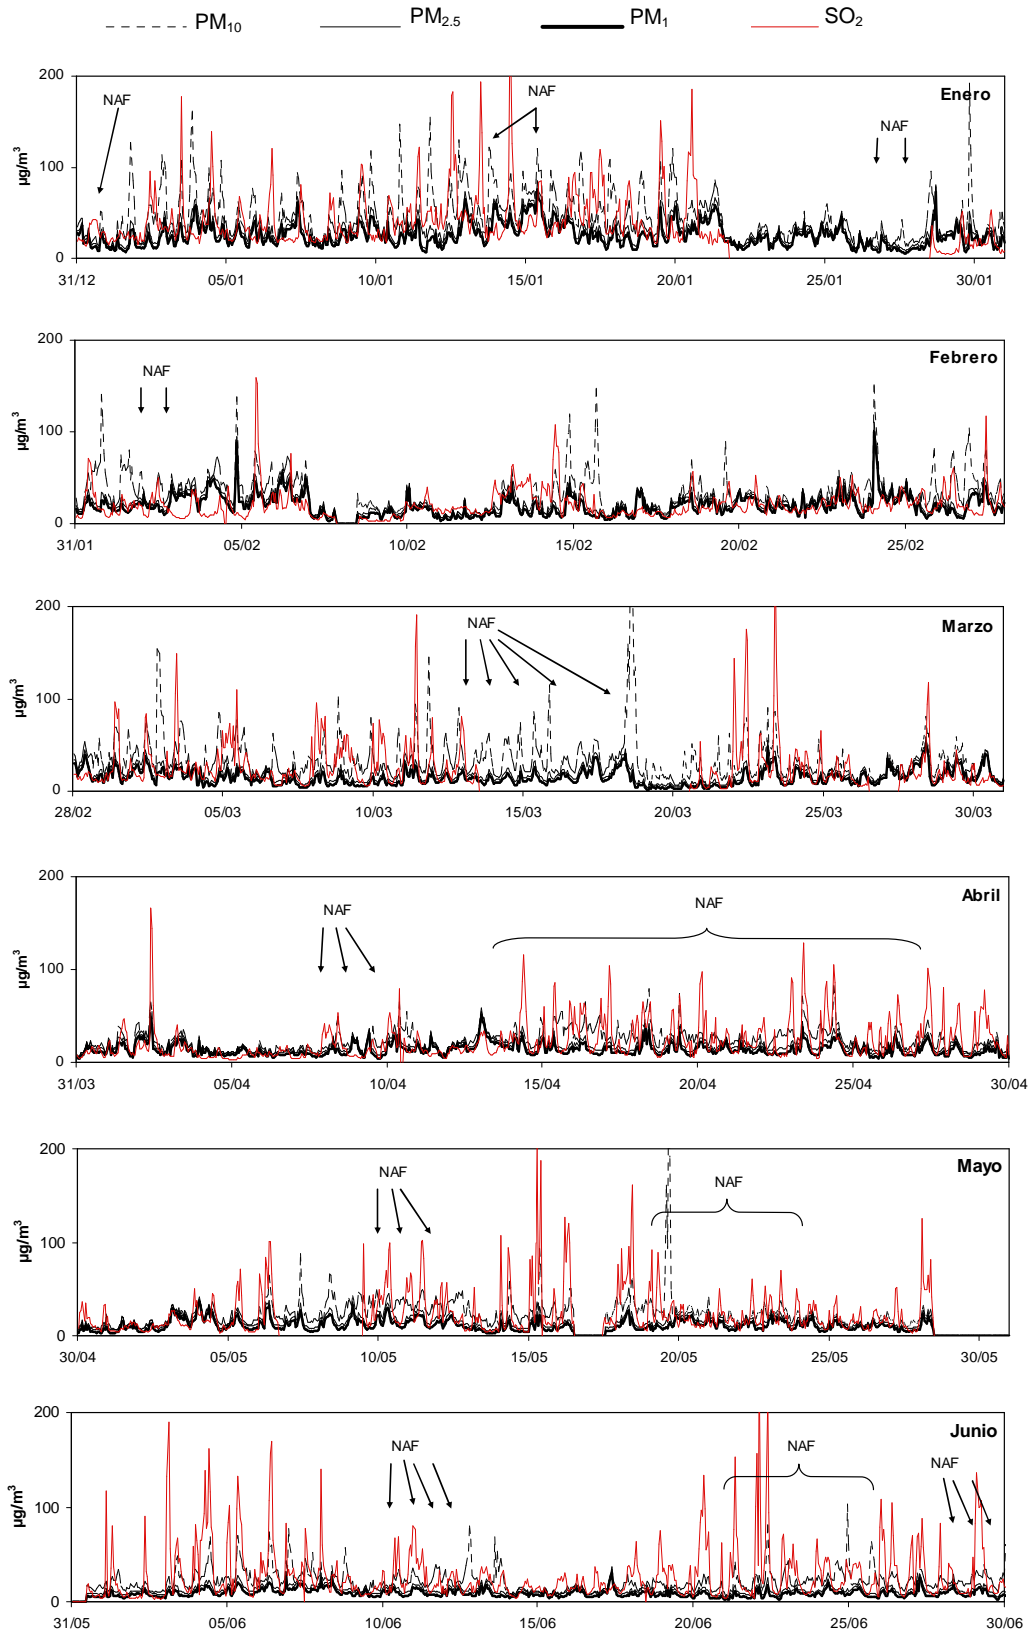 PM10 PM2.5 PM1 SO2
200
100
0
µg/m3
NAF NAF NAF
Enero
31/12 05/01 10/01 15/01 20/01 25/01 30/01
200
100
0
µg/m3
NAF
Febrero
31/01 05/02 10/02 15/02 20/02 25/02
200
100
0
µg/m3
NAF
Marzo
28/02 05/03 10/03 15/03 20/03 25/03 30/03
200
100
0
µg/m3
NAF NAF
Abril
31/03 05/04 10/04 15/04 20/04 25/04 30/04
200
100
0
µg/m3
NAF NAF
Mayo
30/04 05/05 10/05 15/05 20/05 25/05 30/05
200
100
0
µg/m3
NAF NAF NAF
Junio
31/05 05/06 10/06 15/06 20/06 25/06 30/06